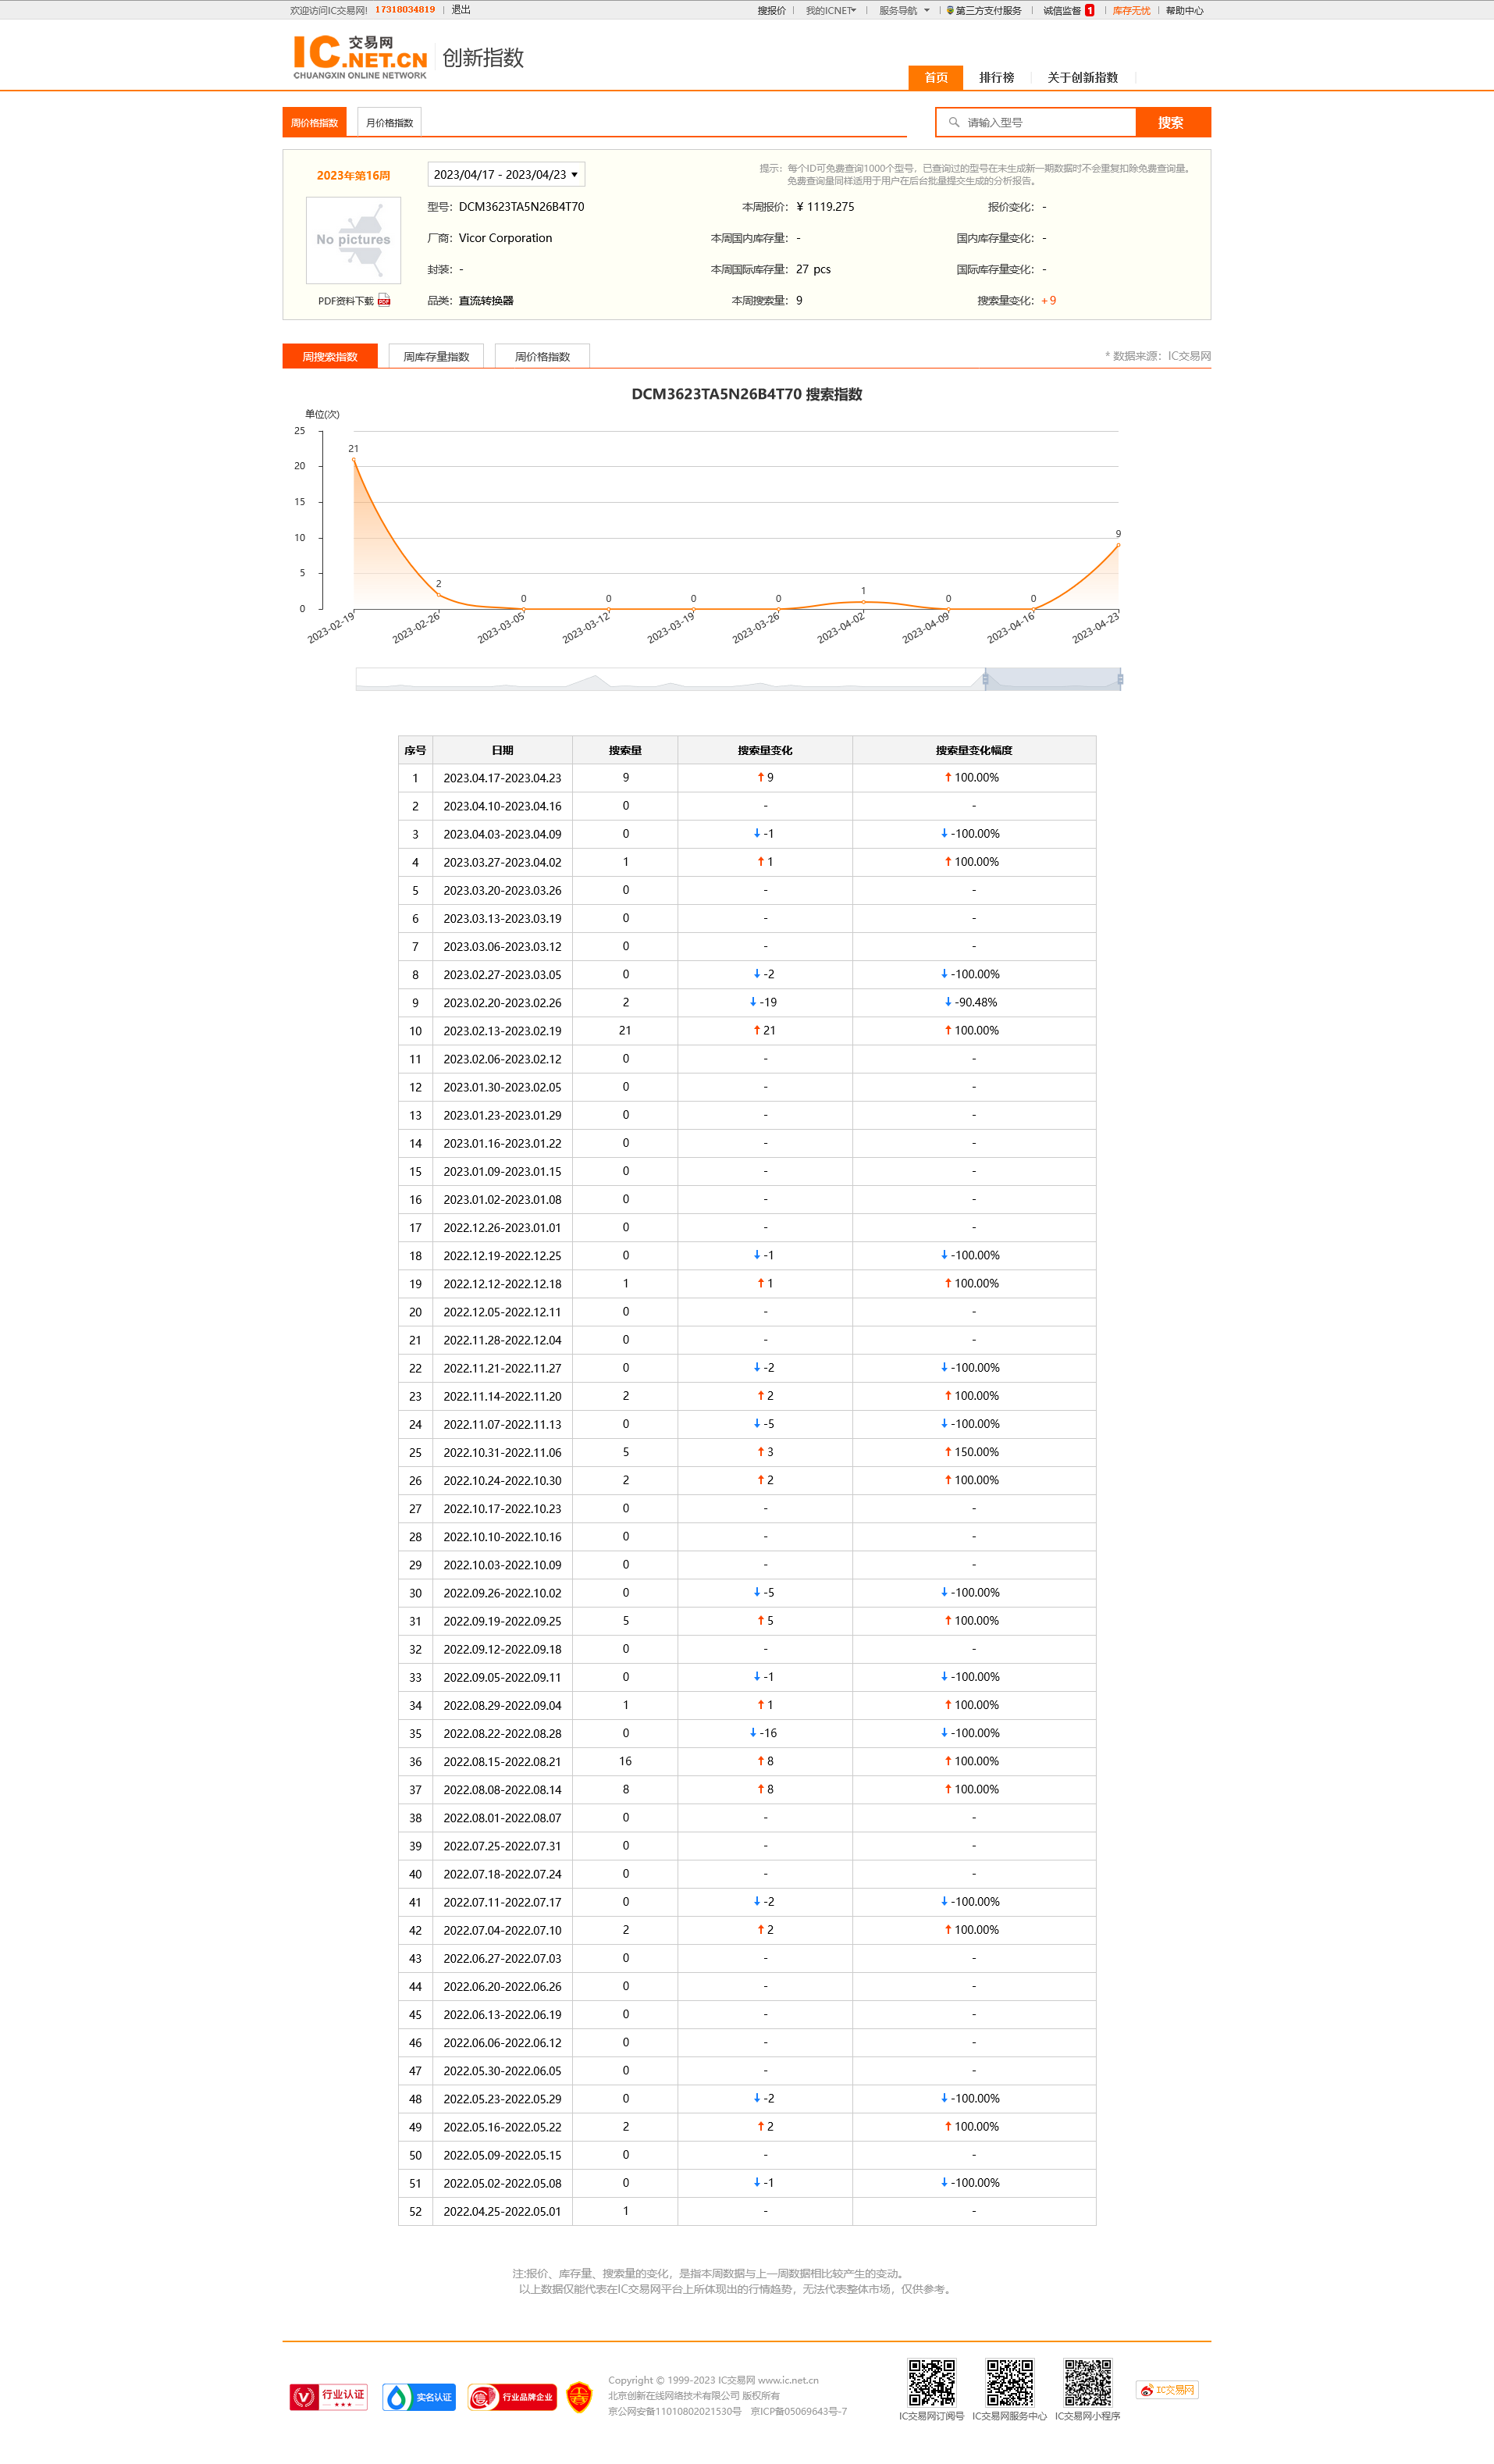 欢迎访问IC交易网! 17318034819 | 退出 搜报价 | 我的ICNET | 服务导航 | 第三方支付服务 | 诚信监督 1 | 库存无忧 | 帮助中心
IC 交易网 .NET.CN 创新指数
CHUANGXIN ONLINE NETWORK
首页 排行榜 关于创新指数
周价格指数 月价格指数 请输入型号 搜索
2023年第16周 2023/04/17 - 2023/04/23
提示：每个ID可免费查询1000个型号，已查询过的型号在未生成新一期数据时不会重复扣除免费查询量。
免费查询量同样适用于用户在后台批量提交生成的分析报告。
No pictures
PDF资料下载 PDF
型号：DCM3623TA5N26B4T70 本周报价：¥ 1119.275 报价变化：-
厂商：Vicor Corporation 本周国内库存量：- 国内库存量变化：-
封装：- 本周国际库存量：27 pcs 国际库存量变化：-
品类：直流转换器 本周搜索量：9 搜索量变化：+9
周搜索指数 周库存量指数 周价格指数 * 数据来源：IC交易网
DCM3623TA5N26B4T70 搜索指数
单位(次)
25
20
15
10
5
0
21 2 0 0 0 0 1 0 0 9
2023-02-19 2023-02-26 2023-03-05 2023-03-12 2023-03-19 2023-03-26 2023-04-02 2023-04-09 2023-04-16 2023-04-23
序号 日期 搜索量 搜索量变化 搜索量变化幅度
1 2023.04.17-2023.04.23 9 ↑9 ↑100.00%
2 2023.04.10-2023.04.16 0 - -
3 2023.04.03-2023.04.09 0 ↓-1 ↓-100.00%
4 2023.03.27-2023.04.02 1 ↑1 ↑100.00%
5 2023.03.20-2023.03.26 0 - -
6 2023.03.13-2023.03.19 0 - -
7 2023.03.06-2023.03.12 0 - -
8 2023.02.27-2023.03.05 0 ↓-2 ↓-100.00%
9 2023.02.20-2023.02.26 2 ↓-19 ↓-90.48%
10 2023.02.13-2023.02.19 21 ↑21 ↑100.00%
11 2023.02.06-2023.02.12 0 - -
12 2023.01.30-2023.02.05 0 - -
13 2023.01.23-2023.01.29 0 - -
14 2023.01.16-2023.01.22 0 - -
15 2023.01.09-2023.01.15 0 - -
16 2023.01.02-2023.01.08 0 - -
17 2022.12.26-2023.01.01 0 - -
18 2022.12.19-2022.12.25 0 ↓-1 ↓-100.00%
19 2022.12.12-2022.12.18 1 ↑1 ↑100.00%
20 2022.12.05-2022.12.11 0 - -
21 2022.11.28-2022.12.04 0 - -
22 2022.11.21-2022.11.27 0 ↓-2 ↓-100.00%
23 2022.11.14-2022.11.20 2 ↑2 ↑100.00%
24 2022.11.07-2022.11.13 0 ↓-5 ↓-100.00%
25 2022.10.31-2022.11.06 5 ↑3 ↑150.00%
26 2022.10.24-2022.10.30 2 ↑2 ↑100.00%
27 2022.10.17-2022.10.23 0 - -
28 2022.10.10-2022.10.16 0 - -
29 2022.10.03-2022.10.09 0 - -
30 2022.09.26-2022.10.02 0 ↓-5 ↓-100.00%
31 2022.09.19-2022.09.25 5 ↑5 ↑100.00%
32 2022.09.12-2022.09.18 0 - -
33 2022.09.05-2022.09.11 0 ↓-1 ↓-100.00%
34 2022.08.29-2022.09.04 1 ↑1 ↑100.00%
35 2022.08.22-2022.08.28 0 ↓-16 ↓-100.00%
36 2022.08.15-2022.08.21 16 ↑8 ↑100.00%
37 2022.08.08-2022.08.14 8 ↑8 ↑100.00%
38 2022.08.01-2022.08.07 0 - -
39 2022.07.25-2022.07.31 0 - -
40 2022.07.18-2022.07.24 0 - -
41 2022.07.11-2022.07.17 0 ↓-2 ↓-100.00%
42 2022.07.04-2022.07.10 2 ↑2 ↑100.00%
43 2022.06.27-2022.07.03 0 - -
44 2022.06.20-2022.06.26 0 - -
45 2022.06.13-2022.06.19 0 - -
46 2022.06.06-2022.06.12 0 - -
47 2022.05.30-2022.06.05 0 - -
48 2022.05.23-2022.05.29 0 ↓-2 ↓-100.00%
49 2022.05.16-2022.05.22 2 ↑2 ↑100.00%
50 2022.05.09-2022.05.15 0 - -
51 2022.05.02-2022.05.08 0 ↓-1 ↓-100.00%
52 2022.04.25-2022.05.01 1 - -
注:报价、库存量、搜索量的变化，是指本周数据与上一周数据相比较产生的变动。
以上数据仅能代表在IC交易网平台上所体现出的行情趋势，无法代表整体市场，仅供参考。
行业认证 实名认证 行业品牌企业
Copyright © 1999-2023 IC交易网 www.ic.net.cn
北京创新在线网络技术有限公司 版权所有
京公网安备11010802021530号 京ICP备05069643号-7
IC交易网订阅号 IC交易网服务中心 IC交易网小程序 IC交易网